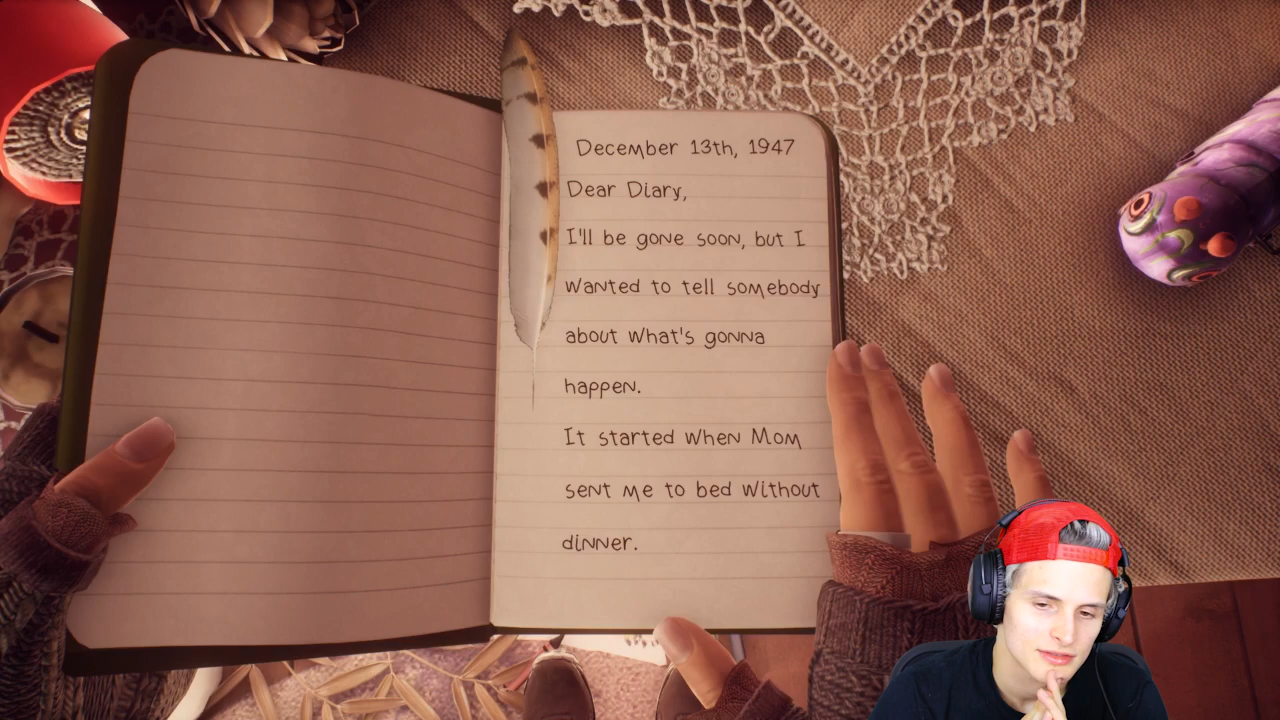 December 13th, 1947
Dear Diary,
I'll be gone soon, but I
wanted to tell somebody
about what's gonna
happen.
It started when Mom
sent me to bed without
dinner.